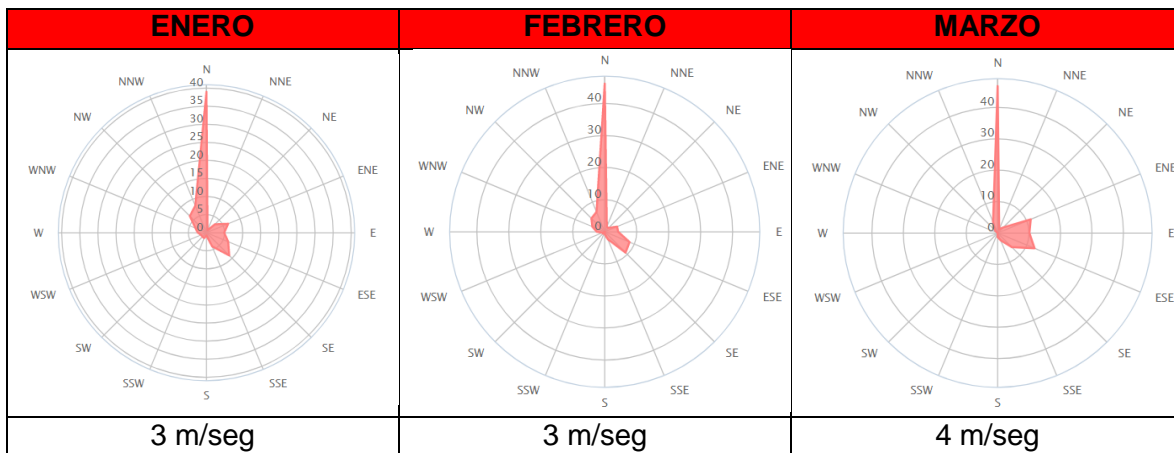 ENERO
FEBRERO
MARZO
N
NNE
NE
ENE
E
ESE
SE
SSE
S
SSW
SW
WSW
W
WNW
NW
NNW
40
35
30
25
20
15
10
5
0
N
NNE
NE
ENE
E
ESE
SE
SSE
S
SSW
SW
WSW
W
WNW
NW
NNW
40
30
20
10
0
N
NNE
NE
ENE
E
ESE
SE
SSE
S
SSW
SW
WSW
W
WNW
NW
NNW
40
30
20
10
0
3 m/seg
3 m/seg
4 m/seg